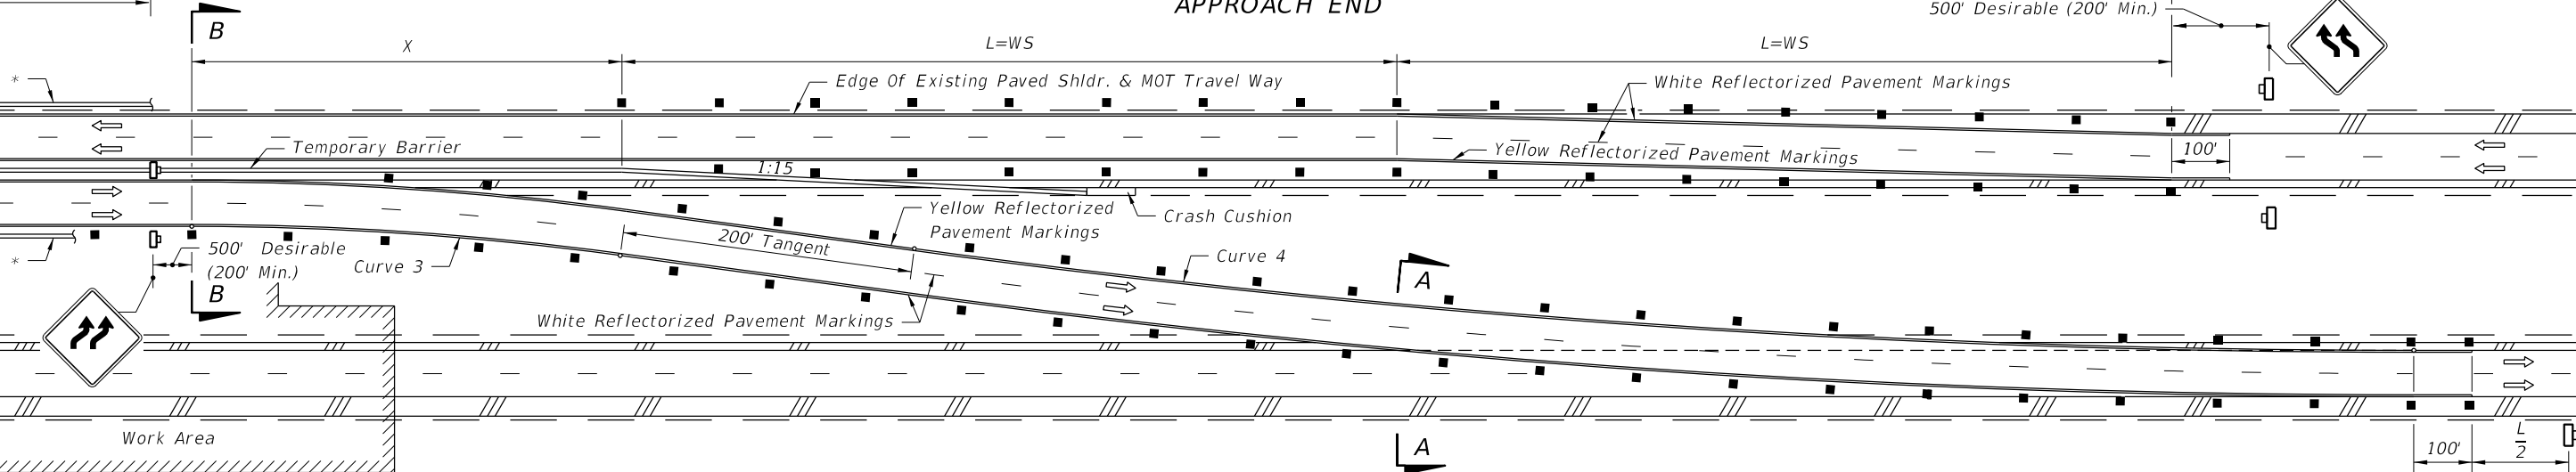 APPROACH END
500' Desirable (200' Min.)
B
X
L=WS
L=WS
*
Edge Of Existing Paved Shldr. & MOT Travel Way
White Reflectorized Pavement Markings
Temporary Barrier
1:15
Yellow Reflectorized Pavement Markings
100'
Crash Cushion
Yellow Reflectorized
Pavement Markings
200' Tangent
*
500' Desirable
(200' Min.)
Curve 3
Curve 4
B
A
White Reflectorized Pavement Markings
Work Area
A
100'
L
2